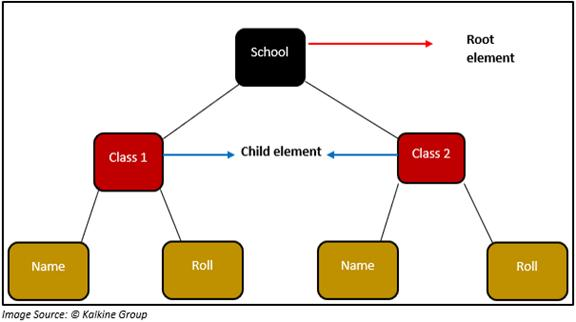 School
Root
element
Class 1
Child element
Class 2
Name
Roll
Name
Roll
Image Source: © Kalkine Group